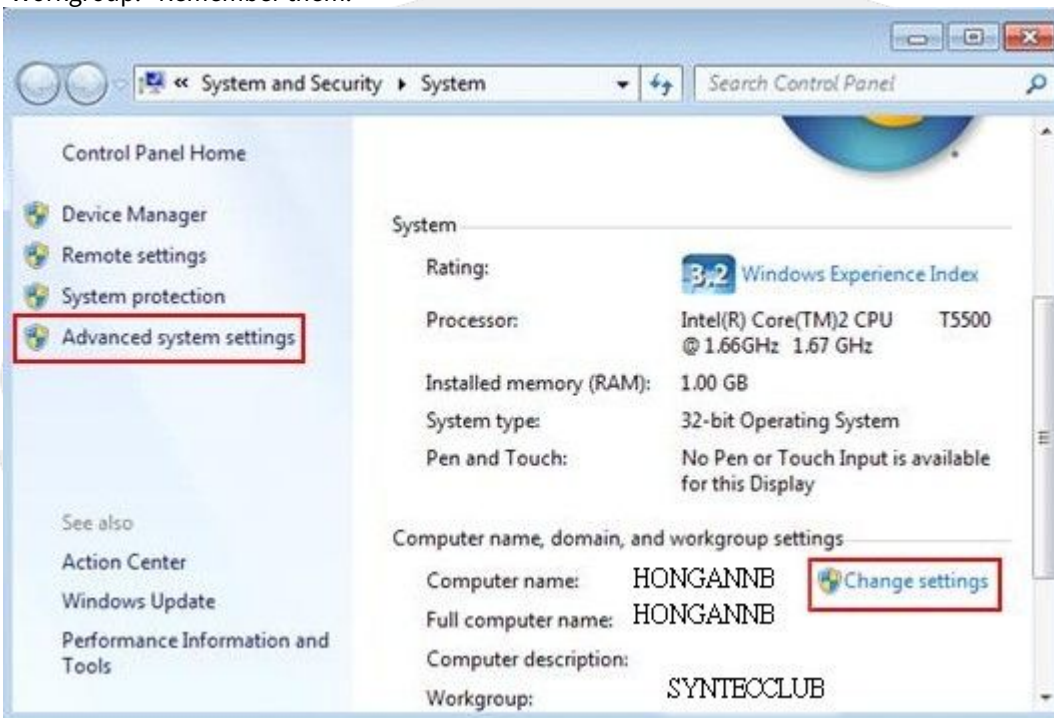 Workgroup. Remember them.
« System and Security ▸ System
Search Control Panel
Control Panel Home
Device Manager
Remote settings
System protection
Advanced system settings
See also
Action Center
Windows Update
Performance Information and
Tools
System
Rating:
3,2 Windows Experience Index
Processor:
Intel(R) Core(TM)2 CPU T5500
@ 1.66GHz 1.67 GHz
Installed memory (RAM):
1.00 GB
System type:
32-bit Operating System
Pen and Touch:
No Pen or Touch Input is available
for this Display
Computer name, domain, and workgroup settings
Computer name:
HONGANNB
Change settings
Full computer name:
HONGANNB
Computer description:
Workgroup:
SYNTECCLUB